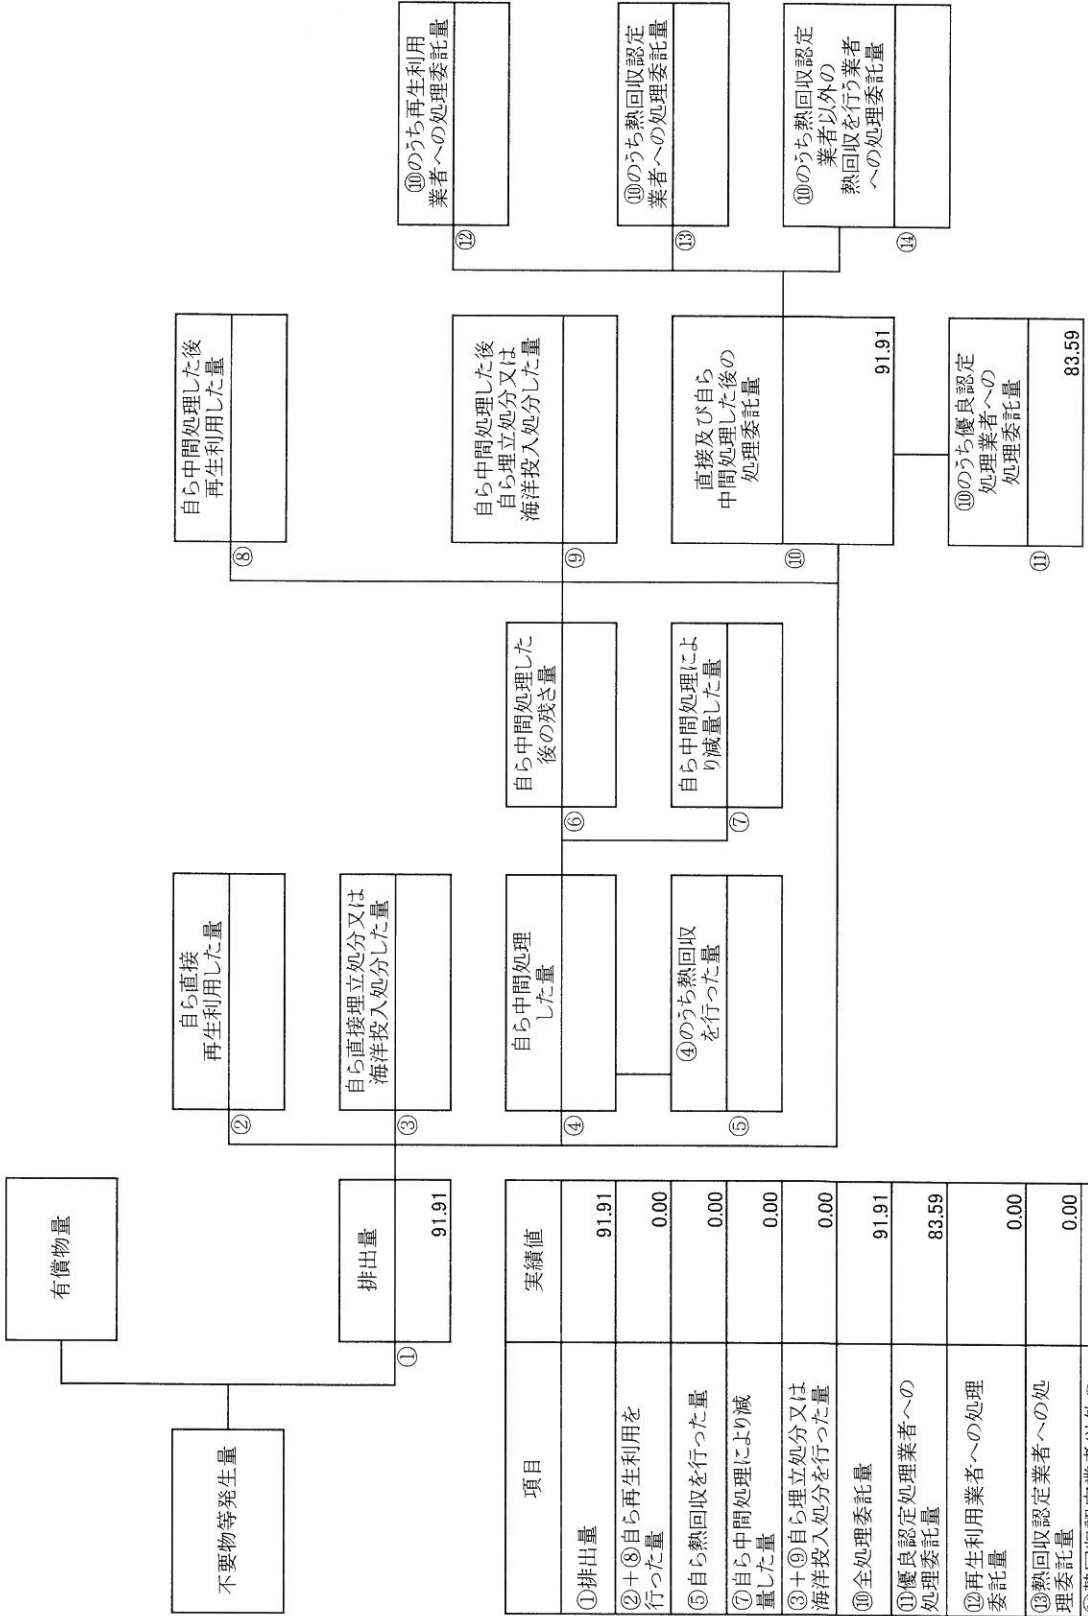 不要物等発生量
有償物量
①
排出量
91.91
②
自ら直接
再生利用した量
③
自ら直接埋立処分又は
海洋投入処分した量
④
自ら中間処理
した量
⑤
④のうち熱回収
を行った量
⑥
自ら中間処理した
後の残さ量
⑦
自ら中間処理によ
り減量した量
⑧
自ら中間処理した後
再生利用した量
⑨
自ら中間処理した後
自ら埋立処分又は
海洋投入処分した量
⑩
直接及び自ら
中間処理した後の
処理委託量
91.91
⑪
⑩のうち優良認定
処理業者への
処理委託量
83.59
⑫
⑩のうち再生利用
業者への処理委託量
⑬
⑩のうち熱回収認定
業者への処理委託量
⑭
⑩のうち熱回収認定
業者以外の
熱回収を行う業者
への処理委託量
項目 実績値
①排出量 91.91
②+⑧自ら再生利用を
行った量 0.00
⑤自ら熱回収を行った量 0.00
⑦自ら中間処理により減
量した量 0.00
③+⑨自ら埋立処分又は
海洋投入処分を行った量 0.00
⑩全処理委託量 91.91
⑪優良認定処理業者への
処理委託量 83.59
⑫再生利用業者への処理
委託量 0.00
⑬熱回収認定業者への処
理委託量 0.00